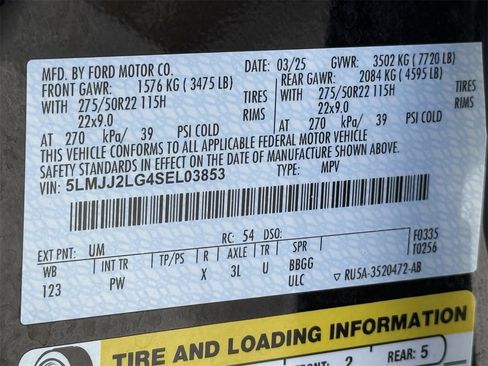 MFD. BY FORD MOTOR CO.
DATE: 03/25 GVWR: 3502 KG ( 7720 LB)
FRONT GAWR: 1576 KG ( 3475 LB) REAR GAWR: 2084 KG ( 4595 LB)
WITH 275/50R22 115H TIRES WITH 275/50R22 115H TIRES
22x9.0 RIMS 22x9.0 RIMS
AT 270 kPa/ 39 PSI COLD AT 270 kPa/ 39 PSI COLD
THIS VEHICLE CONFORMS TO ALL APPLICABLE FEDERAL MOTOR VEHICLE
SAFETY STANDARDS IN EFFECT ON THE DATE OF MANUFACTURE SHOWN ABOVE.
VIN: 5LMJJ2LG4SEL03853 TYPE: MPV
F0335
T0256
EXT PNT: UM RC: 54 DSO:
WB INT TR TP/PS R AXLE TR SPR
123 PW X 3L U BBGG
ULC ▽ RU5A-3520472-AB
TIRE AND LOADING INFORMATION
FRONT: 2 REAR: 5